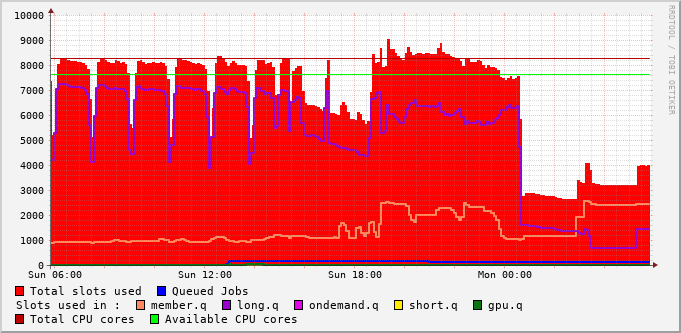 10000
9000
8000
7000
6000
5000
4000
3000
2000
1000
0
Sun 06:00 Sun 12:00 Sun 18:00 Mon 00:00
RRDTOOL / TOBI OETIKER
Total slots used Queued Jobs
Slots used in : member.q long.q ondemand.q short.q gpu.q
Total CPU cores Available CPU cores